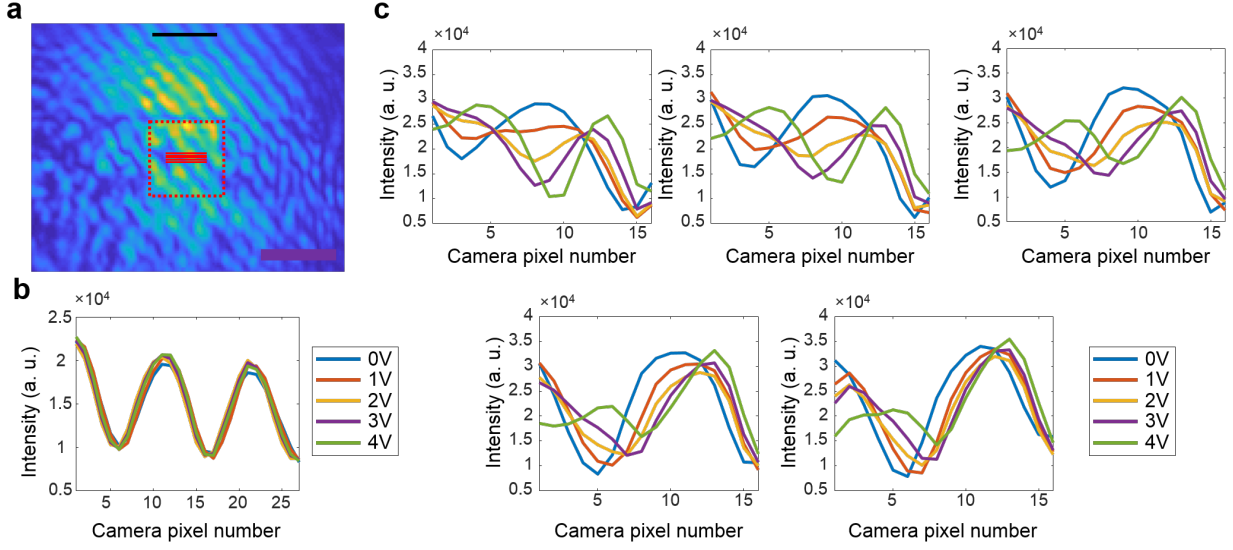 a
b
×10⁴
2.5
2
1.5
1
0.5
Intensity (a. u.)
5 10 15 20 25
Camera pixel number
0V
1V
2V
3V
4V
c
×10⁴
4
3.5
3
2.5
2
1.5
1
0.5
Intensity (a. u.)
5 10 15
Camera pixel number
×10⁴
4
3.5
3
2.5
2
1.5
1
0.5
Intensity (a. u.)
5 10 15
Camera pixel number
×10⁴
4
3.5
3
2.5
2
1.5
1
0.5
Intensity (a. u.)
5 10 15
Camera pixel number
×10⁴
4
3.5
3
2.5
2
1.5
1
0.5
Intensity (a. u.)
5 10 15
Camera pixel number
×10⁴
4
3.5
3
2.5
2
1.5
1
0.5
Intensity (a. u.)
5 10 15
Camera pixel number
0V
1V
2V
3V
4V